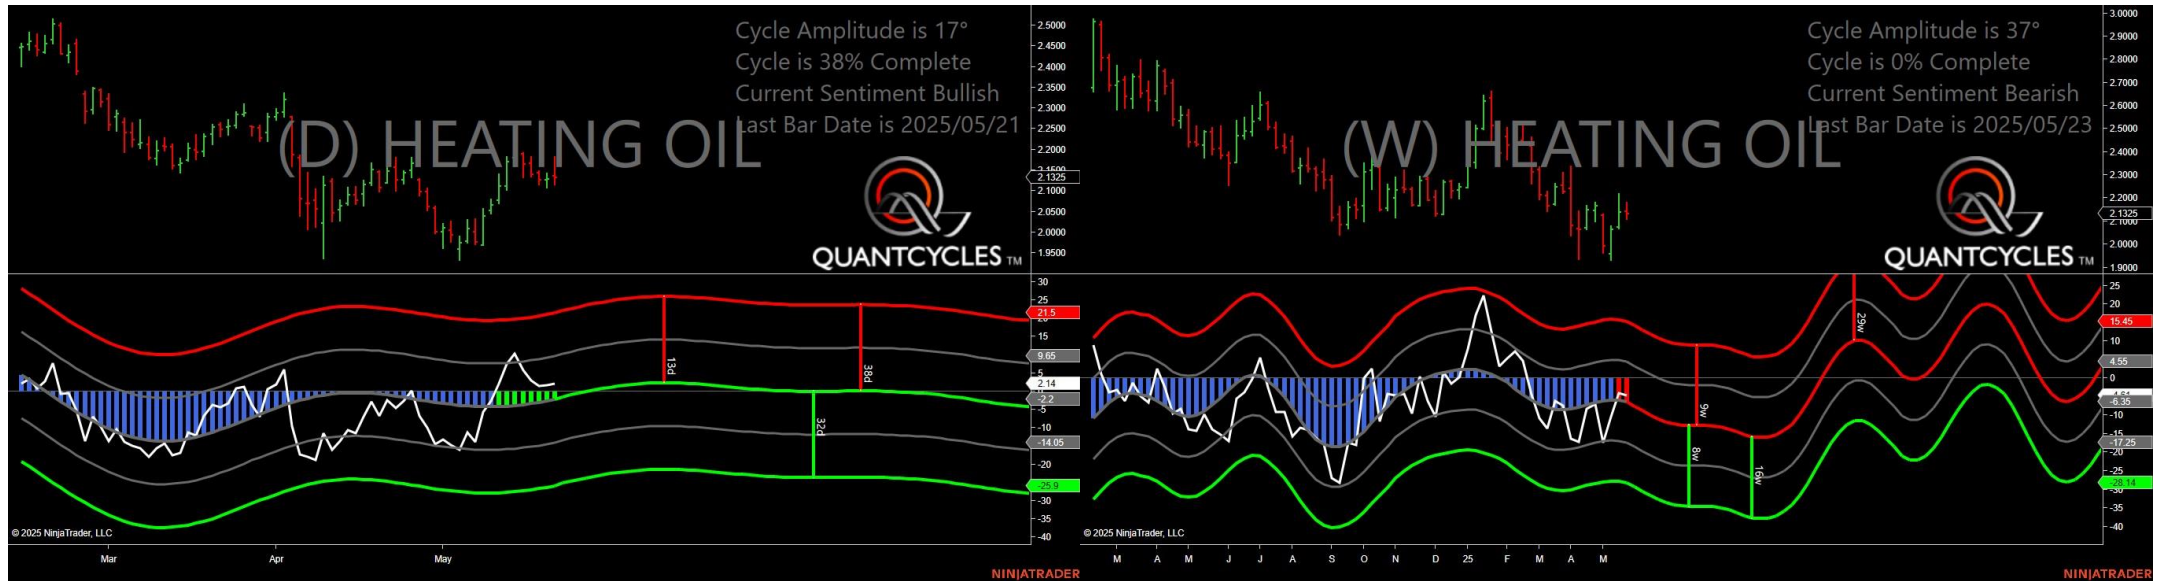 Cycle Amplitude is 17°
Cycle is 38% Complete
Current Sentiment Bullish
Last Bar Date is 2025/05/21
(D) HEATING OIL
QUANTCYCLES TM
2.5000
2.4500
2.4000
2.3500
2.3000
2.2500
2.2000
2.1325
2.1000
2.0500
2.0000
1.9500
30
25
21.5
15
9.65
5
2.14
-2.2
-5
-10
-14.05
-20
-25.9
-30
-35
-40
13d
38d
32d
© 2025 NinjaTrader, LLC
Mar
Apr
May
NINJATRADER
Cycle Amplitude is 37°
Cycle is 0% Complete
Current Sentiment Bearish
Last Bar Date is 2025/05/23
(W) HEATING OIL
QUANTCYCLES TM
3.0000
2.9000
2.8000
2.7000
2.6000
2.5000
2.4000
2.3000
2.2000
2.1325
2.1000
2.0000
1.9000
25
20
15.45
10
4.55
0
-6.35
-10
-15
-17.25
-20
-25
-28.14
-30
-35
-40
29w
9w
8w
16w
© 2025 NinjaTrader, LLC
M
A
M
J
J
A
S
O
N
D
25
F
M
A
M
NINJATRADER